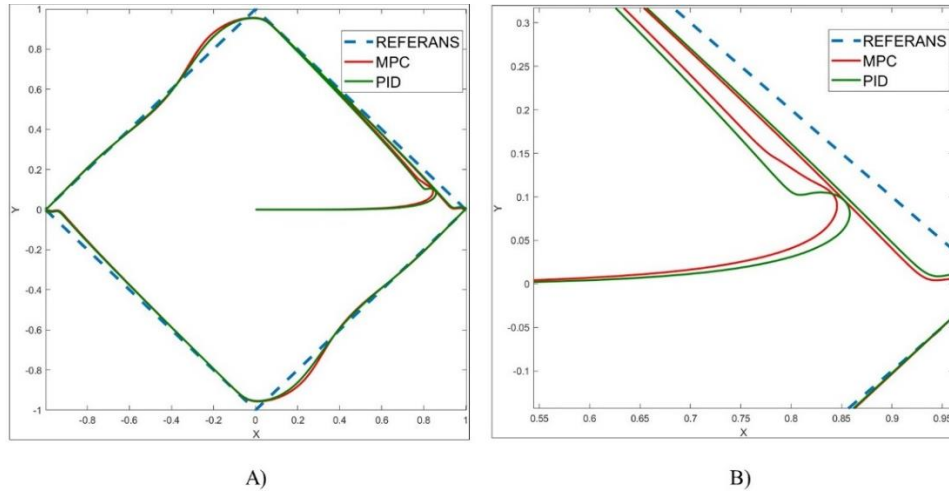 1
0.8
0.6
0.4
0.2
0
-0.2
-0.4
-0.6
-0.8
-1
Y
-0.8 -0.6 -0.4 -0.2 0 0.2 0.4 0.6 0.8 1
X
REFERANS
MPC
PID
A)
0.3
0.25
0.2
0.15
0.1
0.05
0
-0.05
-0.1
Y
0.55 0.6 0.65 0.7 0.75 0.8 0.85 0.9 0.95
X
REFERANS
MPC
PID
B)